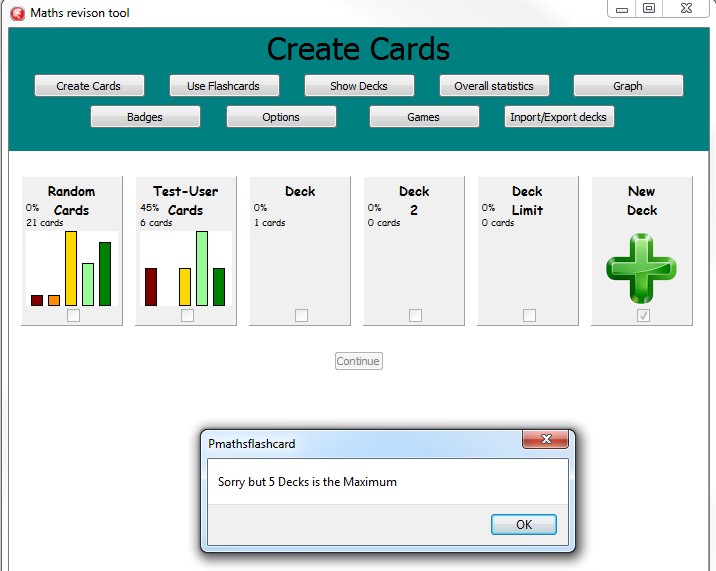 Maths revison tool
Create Cards
Create Cards Use Flashcards Show Decks Overall statistics Graph
Badges Options Games Inport/Export decks
Random Cards
0%
21 cards
Test-User Cards
45%
6 cards
Deck
0%
1 cards
Deck 2
0%
0 cards
Deck Limit
0%
0 cards
New Deck
Continue
Pmathsflashcard
Sorry but 5 Decks is the Maximum
OK